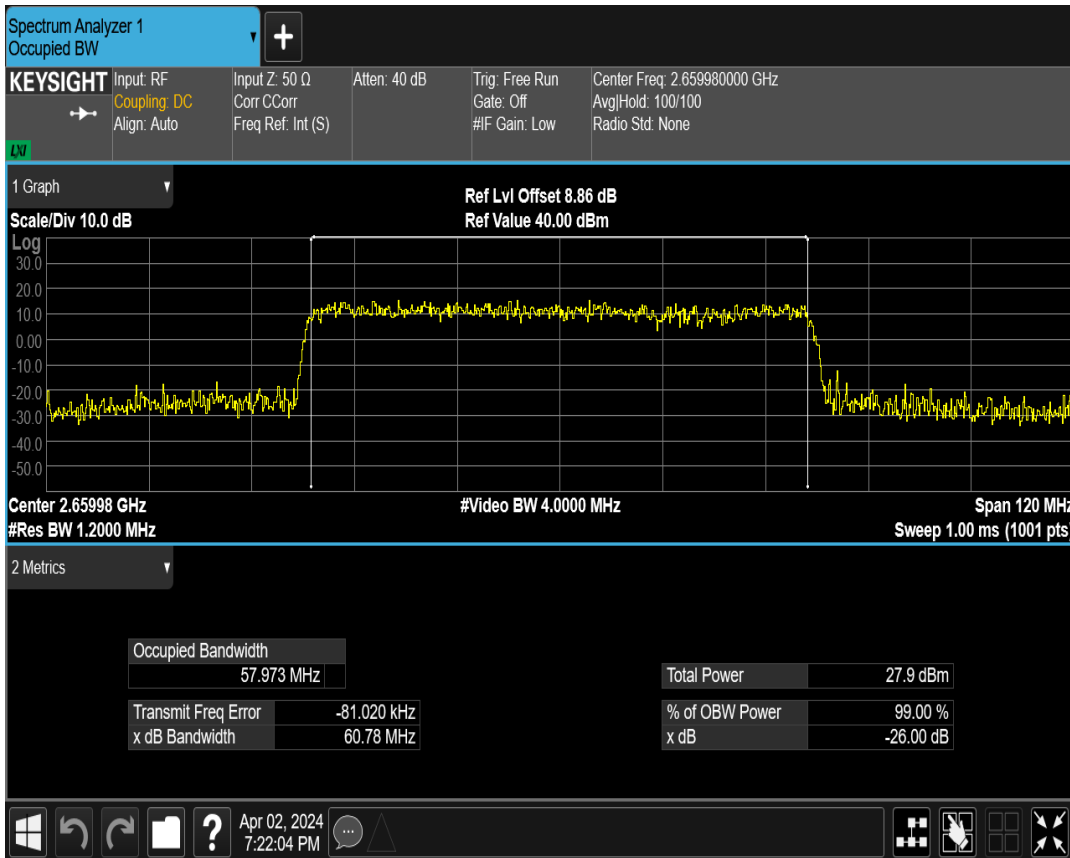 Spectrum Analyzer 1
Occupied BW
+
KEYSIGHT
LXI
Input: RF
Coupling: DC
Align: Auto
Input Z: 50 Ω
Corr CCorr
Freq Ref: Int (S)
Atten: 40 dB
Trig: Free Run
Gate: Off
#IF Gain: Low
Center Freq: 2.659980000 GHz
Avg|Hold: 100/100
Radio Std: None
1 Graph
Scale/Div 10.0 dB
Ref Lvl Offset 8.86 dB
Ref Value 40.00 dBm
Log
30.0
20.0
10.0
0.00
-10.0
-20.0
-30.0
-40.0
-50.0
Center 2.65998 GHz
#Res BW 1.2000 MHz
#Video BW 4.0000 MHz
Span 120 MHz
Sweep 1.00 ms (1001 pts)
2 Metrics
Occupied Bandwidth
57.973 MHz
Transmit Freq Error -81.020 kHz
x dB Bandwidth 60.78 MHz
Total Power 27.9 dBm
% of OBW Power 99.00 %
x dB -26.00 dB
?
Apr 02, 2024
7:22:04 PM